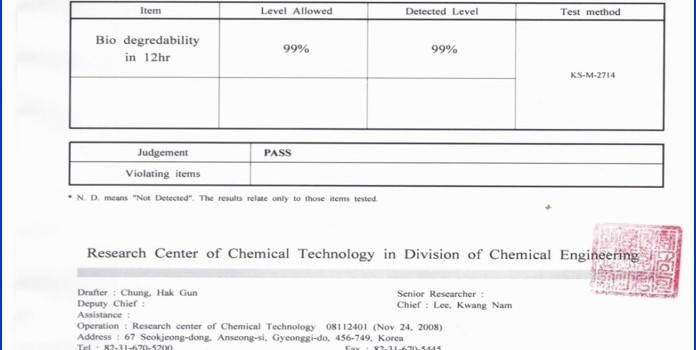 Item Level Allowed Detected Level Test method
Bio degredability
in 12hr 99% 99%
KS-M-2714
Judgement PASS
Violating items
* N. D. means "Not Detected". The results relate only to those items tested.
Research Center of Chemical Technology in Division of Chemical Engineering
Drafter : Chung, Hak Gun Senior Researcher :
Deputy Chief : Chief : Lee, Kwang Nam
Assistance :
Operation : Research center of Chemical Technology 08112401 (Nov 24, 2008)
Address : 67 Seokjeong-dong, Anseong-si, Gyeonggi-do, 456-749, Korea
Tel : 82-31-670-5200 Fax : 82-31-670-5445